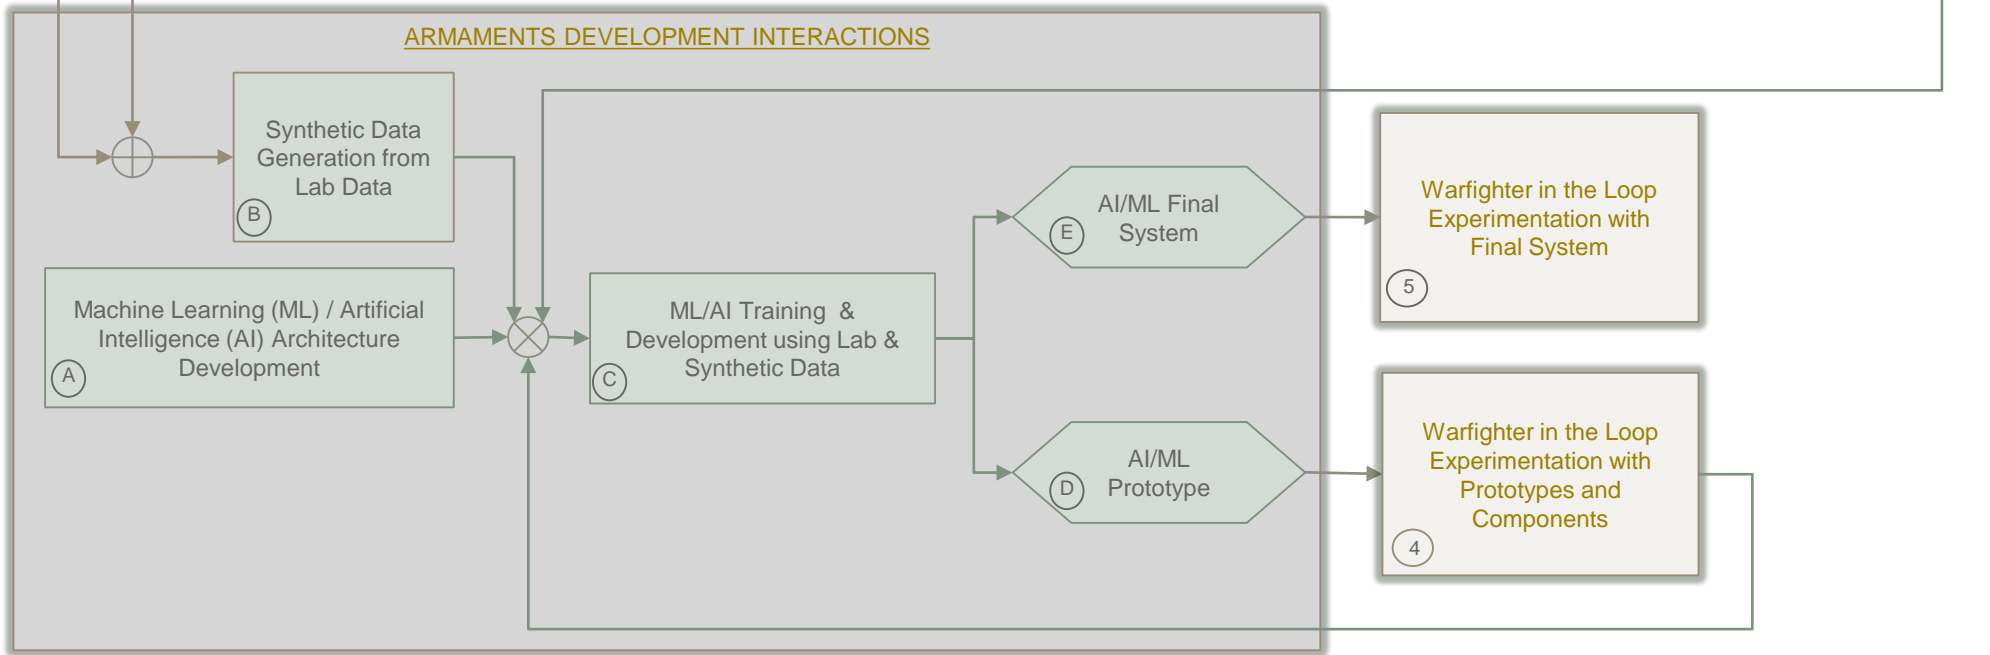 ARMAMENTS DEVELOPMENT INTERACTIONS
Synthetic Data
Generation from
Lab Data
B
Machine Learning (ML) / Artificial
Intelligence (AI) Architecture
Development
A
ML/AI Training &
Development using Lab &
Synthetic Data
C
AI/ML Final
System
E
AI/ML
Prototype
D
Warfighter in the Loop
Experimentation with
Final System
5
Warfighter in the Loop
Experimentation with
Prototypes and
Components
4